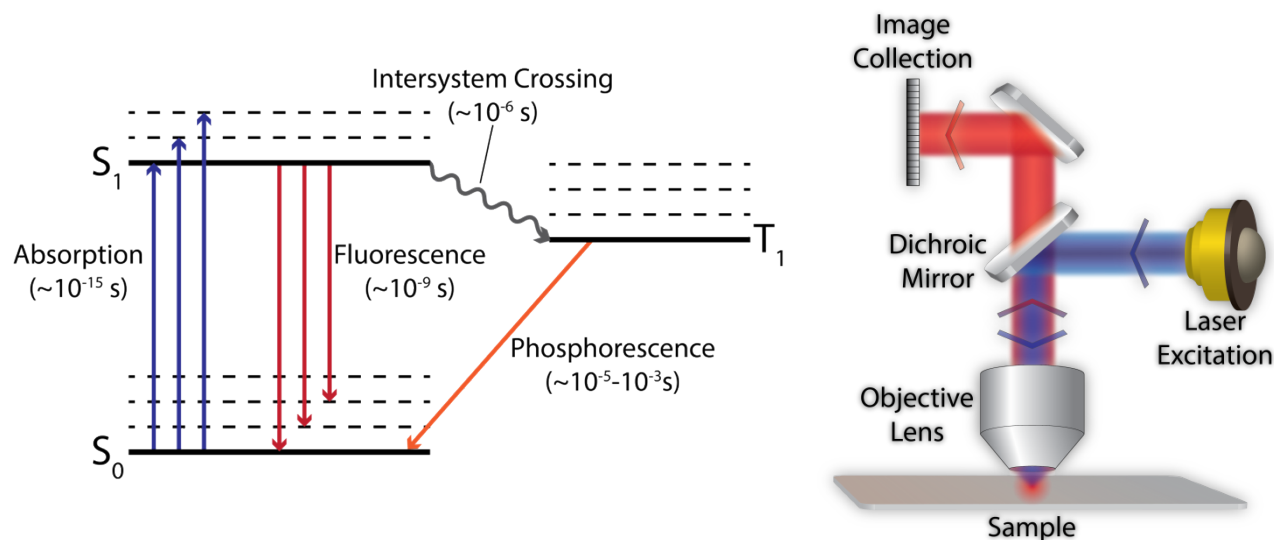 Intersystem Crossing
(~10⁻⁶ s)
S₁
Absorption
(~10⁻¹⁵ s)
Fluorescence
(~10⁻⁹ s)
T₁
Phosphorescence
(~10⁻⁵-10⁻³s)
S₀
Image
Collection
Dichroic
Mirror
Laser
Excitation
Objective
Lens
Sample